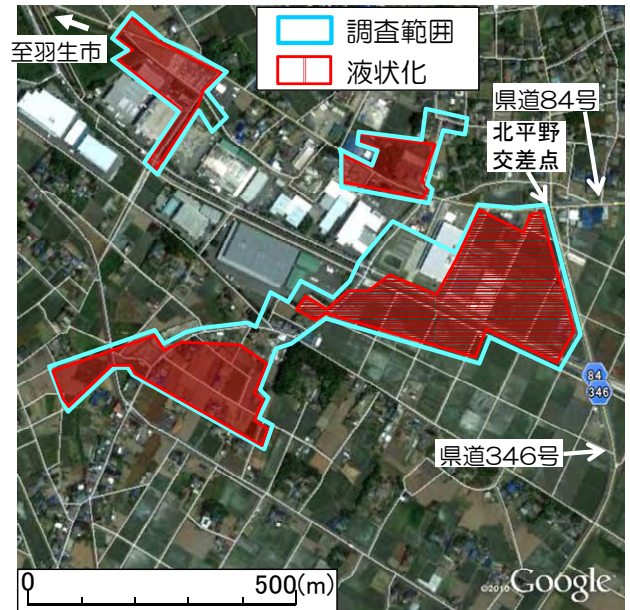 調査範囲
液状化
至羽生市
県道84号
北平野
交差点
84
346
県道346号
0 500(m)
©2010 Google